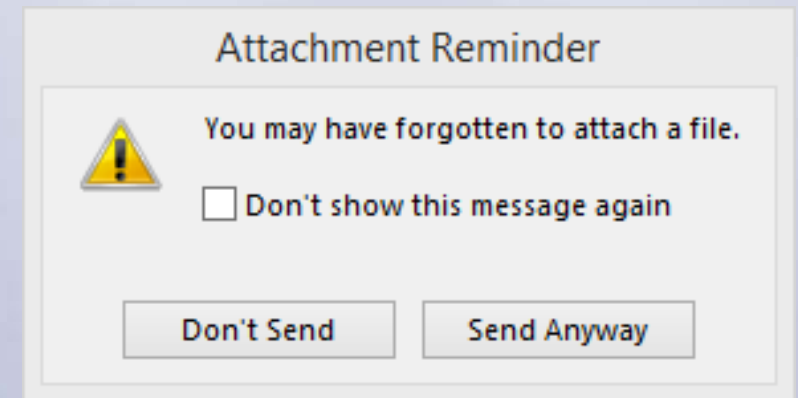 Attachment Reminder
You may have forgotten to attach a file.
Don't show this message again
Don't Send
Send Anyway